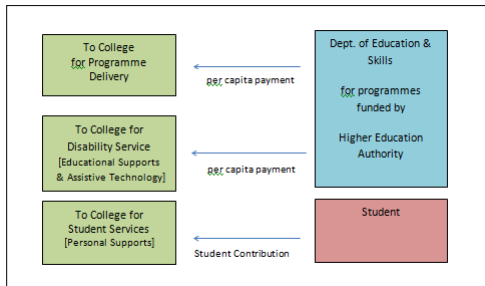 To College
for Programme
Delivery
per capita payment
Dept. of Education &
Skills
for programmes
funded by
Higher Education
Authority
To College for
Disability Service
[Educational Supports
& Assistive Technology]
per capita payment
To College for
Student Services
[Personal Supports]
Student Contribution
Student